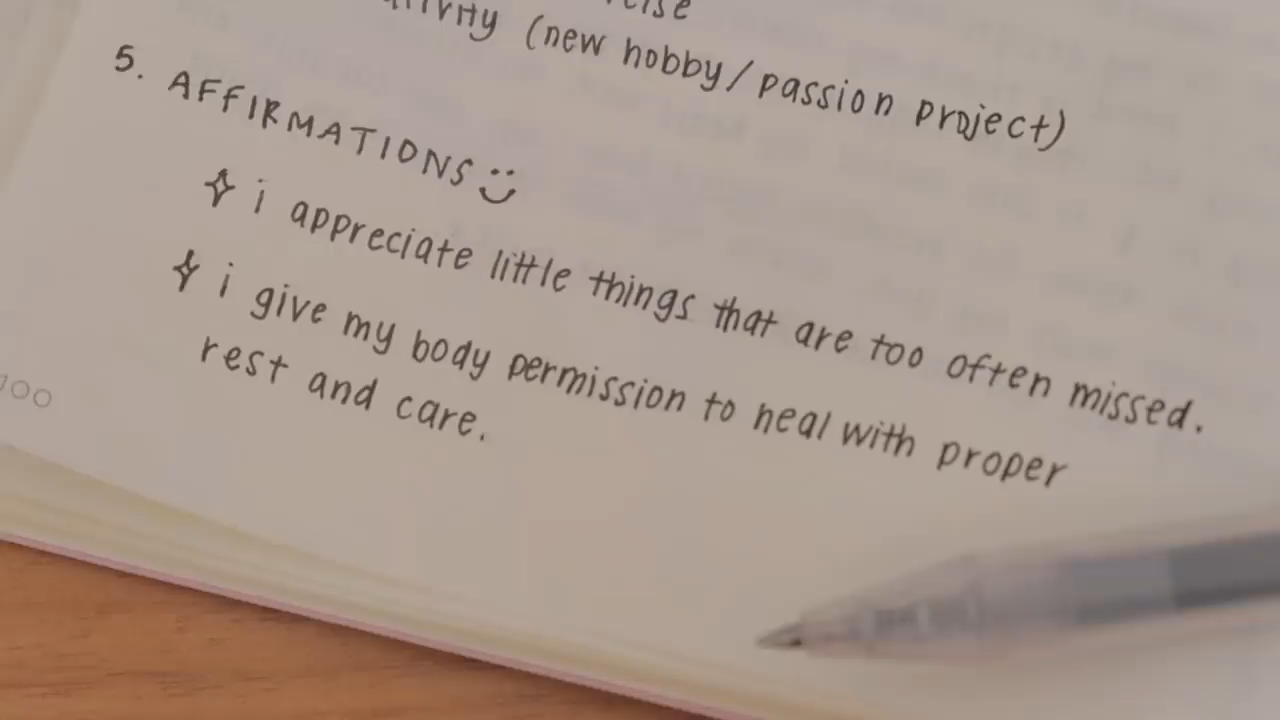 (new hobby/passion project)
5. AFFIRMATIONS
i appreciate little things that are too often missed.
i give my body permission to heal with proper
rest and care.